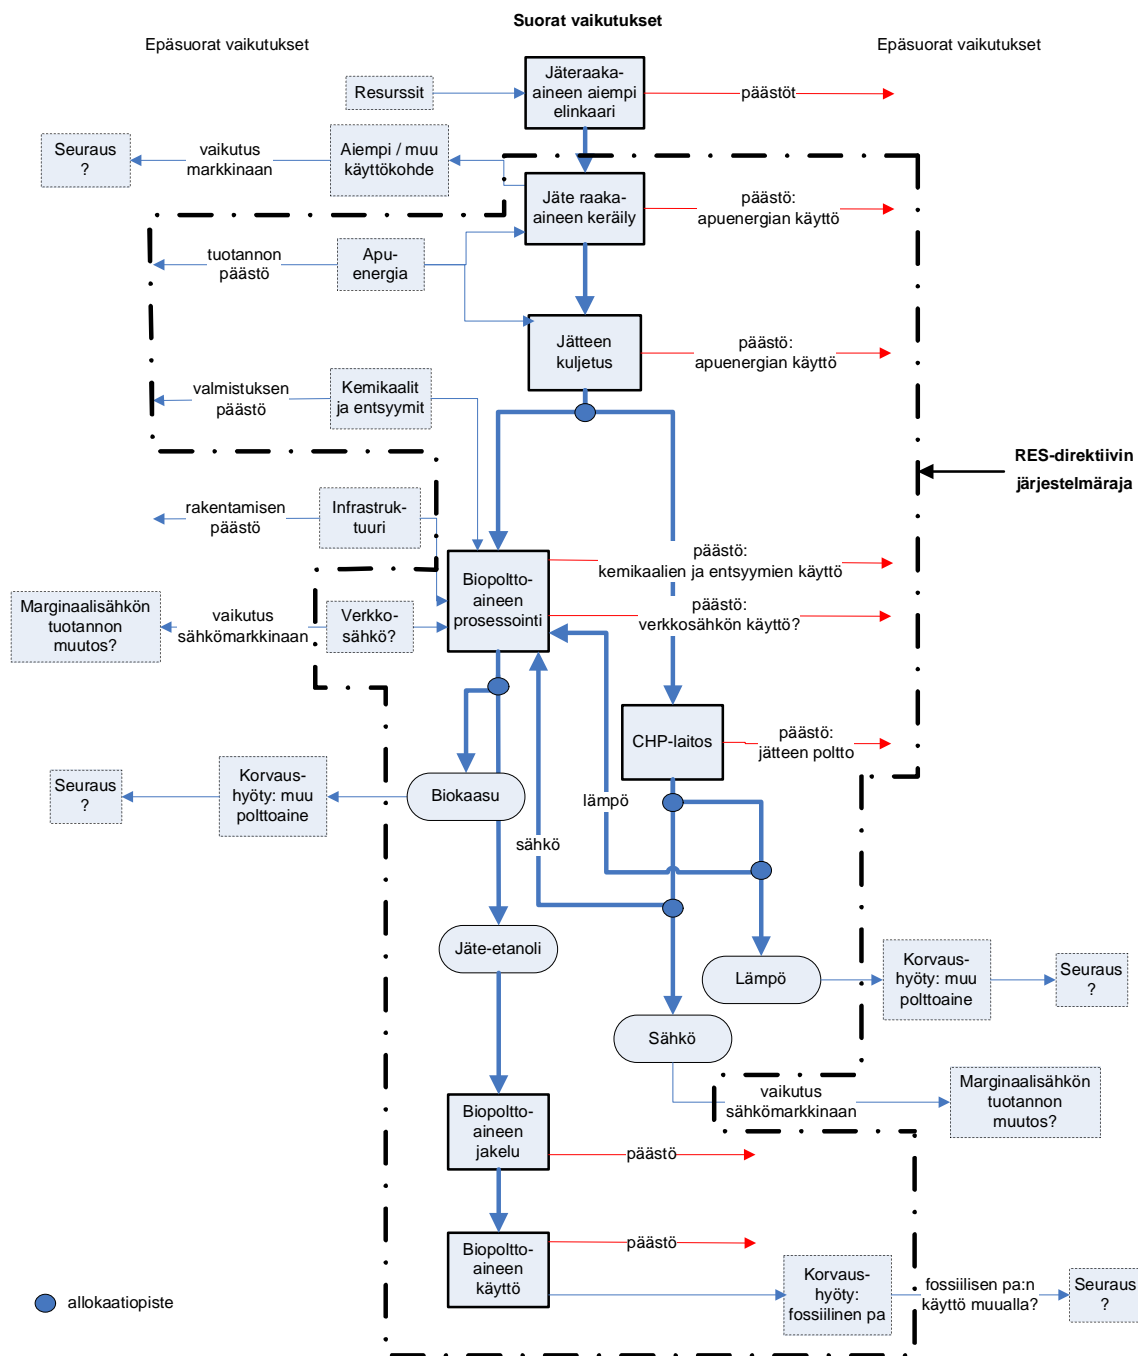 Suorat vaikutukset
Epäsuorat vaikutukset
Epäsuorat vaikutukset
Resurssit
Jäteraaka-
aineen aiempi
elinkaari
päästöt
Seuraus
?
vaikutus
markkinaan
Aiempi / muu
käyttökohde
Jäte raaka-
aineen keräily
päästö:
apuenergian käyttö
tuotannon
päästö
Apu-
energia
Jätteen
kuljetus
päästö:
apuenergian käyttö
valmistuksen
päästö
Kemikaalit
ja entsyymit
RES-direktiivin
järjestelmäraja
rakentamisen
päästö
Infrastruk-
tuuri
Biopoltto-
aineen
prosessointi
päästö:
kemikaalien ja entsyymien käyttö
päästö:
verkkosähkön käyttö?
Marginaalisähkön
tuotannon
muutos?
vaikutus
sähkömarkkinaan
Verkko-
sähkö?
CHP-laitos
päästö:
jätteen poltto
Seuraus
?
Korvaus-
hyöty: muu
polttoaine
Biokaasu
lämpö
sähkö
Jäte-etanoli
Lämpö
Korvaus-
hyöty: muu
polttoaine
Seuraus
?
Sähkö
vaikutus
sähkömarkkinaan
Marginaalisähkön
tuotannon
muutos?
Biopoltto-
aineen
jakelu
päästö
Biopoltto-
aineen
käyttö
päästö
Korvaus-
hyöty:
fossiilinen pa
fossiilisen pa:n
käyttö muualla?
Seuraus
?
allokaatiopiste